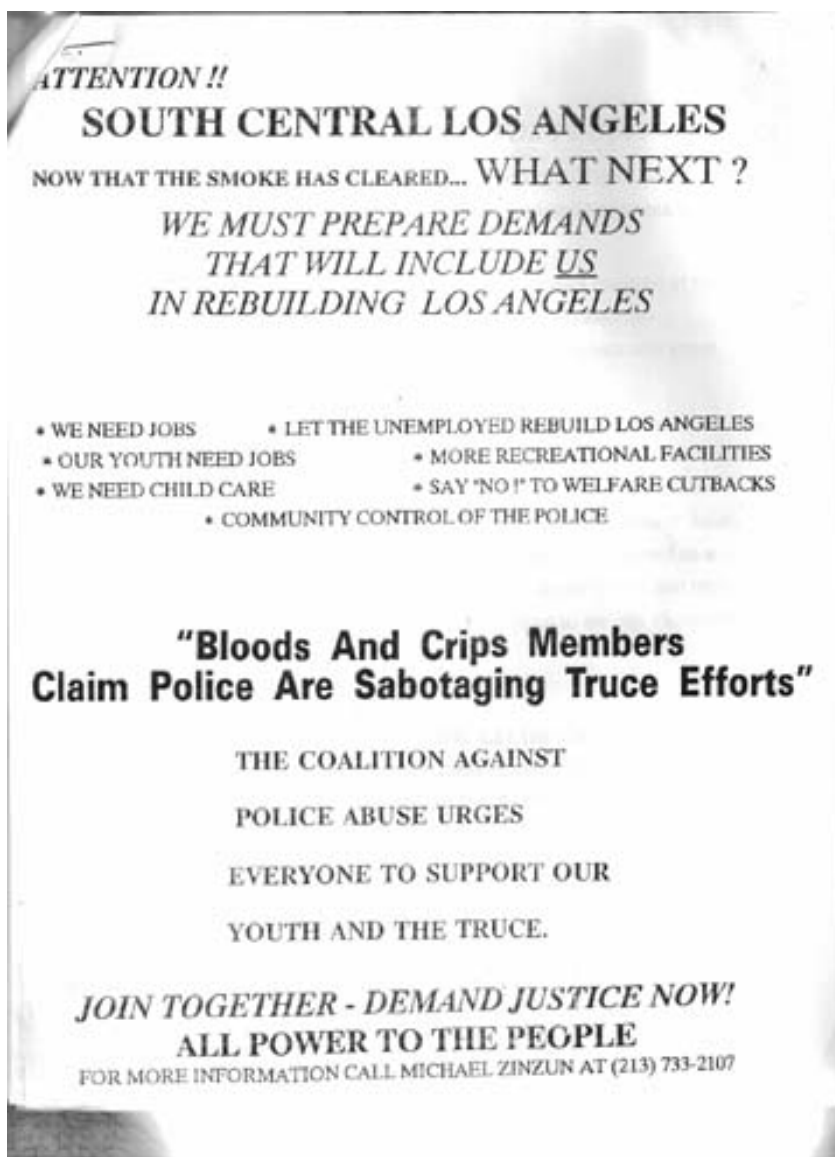 ATTENTION !!
SOUTH CENTRAL LOS ANGELES
NOW THAT THE SMOKE HAS CLEARED... WHAT NEXT ?
WE MUST PREPARE DEMANDS
THAT WILL INCLUDE US
IN REBUILDING LOS ANGELES
• WE NEED JOBS • LET THE UNEMPLOYED REBUILD LOS ANGELES
• OUR YOUTH NEED JOBS • MORE RECREATIONAL FACILITIES
• WE NEED CHILD CARE • SAY "NO !" TO WELFARE CUTBACKS
• COMMUNITY CONTROL OF THE POLICE
"Bloods And Crips Members
Claim Police Are Sabotaging Truce Efforts"
THE COALITION AGAINST
POLICE ABUSE URGES
EVERYONE TO SUPPORT OUR
YOUTH AND THE TRUCE.
JOIN TOGETHER - DEMAND JUSTICE NOW!
ALL POWER TO THE PEOPLE
FOR MORE INFORMATION CALL MICHAEL ZINZUN AT (213) 733-2107